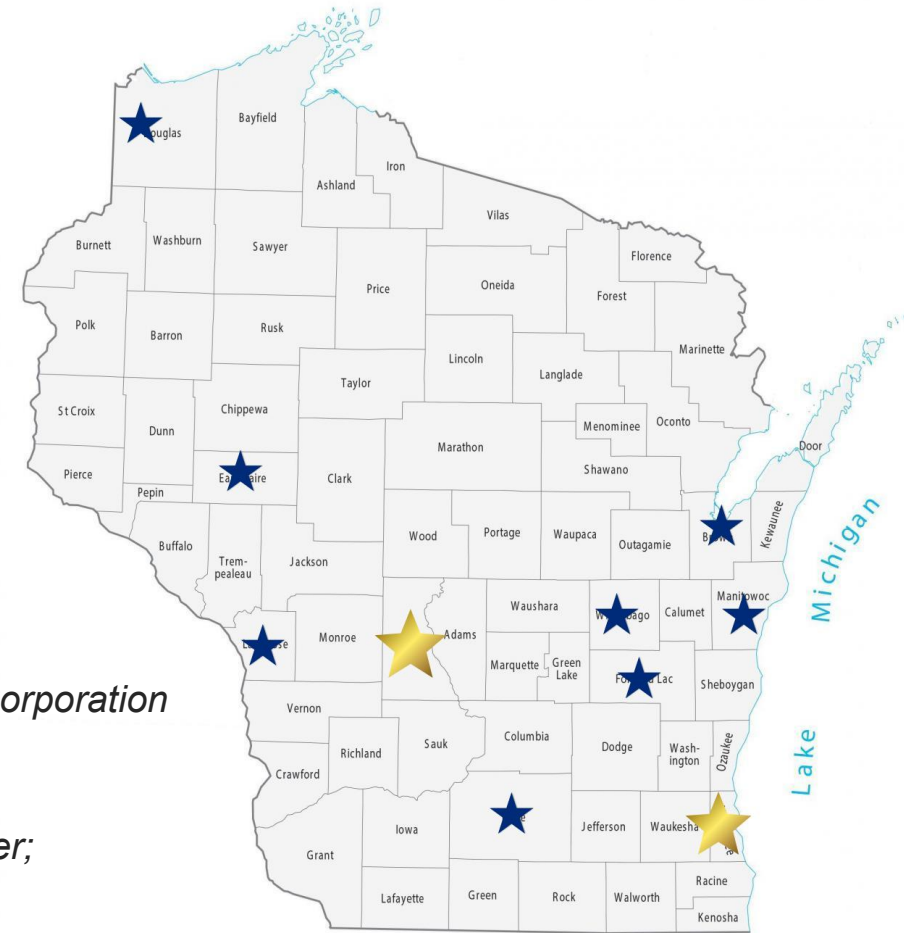 Bayfield
Iron
Ashland
Vilas
Florence
Burnett
Washburn
Sawyer
Oneida
Price
Forest
Polk
Barron
Rusk
Lincoln
Marinette
Taylor
Langlade
St Croix
Chippewa
Dunn
Menominee
Oconto
Marathon
Door
Pierce
Clark
Shawano
Pepin
Wood
Portage
Waupaca
Outagamie
Kewaunee
Buffalo
Trem-
pealeau
Jackson
Michigan
Waushara
Calumet
Manitowoc
Monroe
Adams
Marquette
Green
Lake
Sheboygan
orporation
Vernon
Columbia
Dodge
Wash-
ington
Ozaukee
Sauk
Richland
Crawford
Lake
Iowa
Jefferson
Waukesha
er;
Grant
Racine
Lafayette
Green
Rock
Walworth
Kenosha